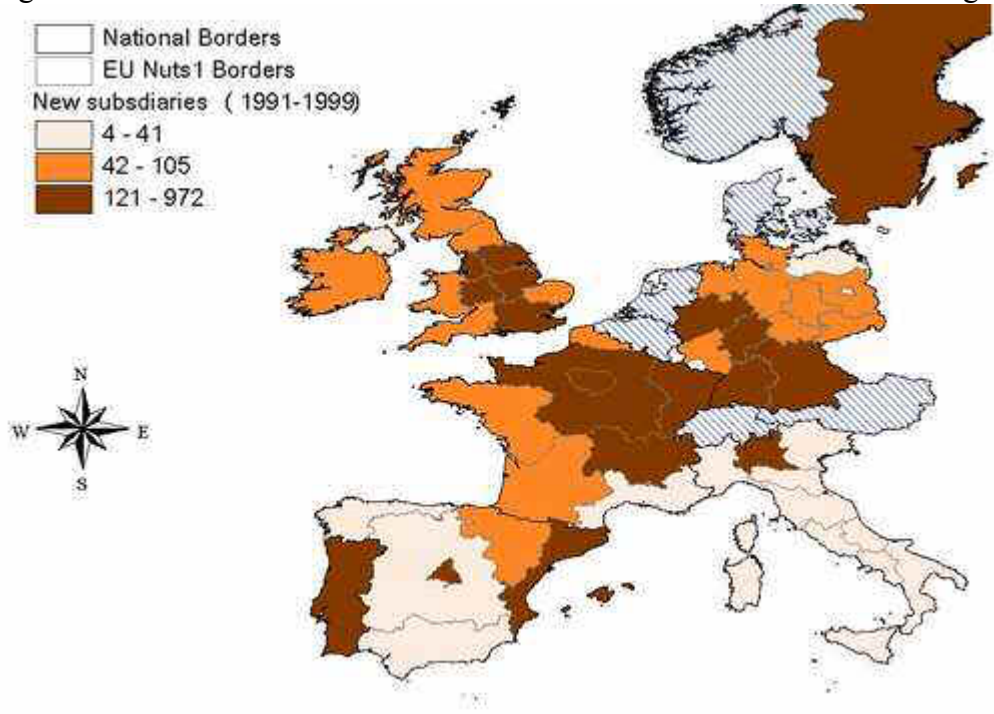 National Borders
EU Nuts1 Borders
New subsdiaries ( 1991-1999)
4 - 41
42 - 105
121 - 972
N
W E
S